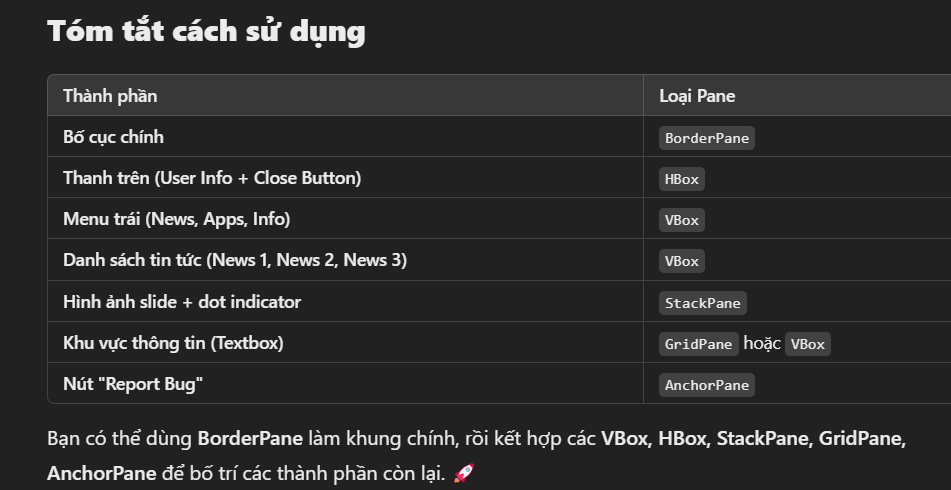 Tóm tắt cách sử dụng
Thành phần Loại Pane
Bố cục chính BorderPane
Thanh trên (User Info + Close Button) HBox
Menu trái (News, Apps, Info) VBox
Danh sách tin tức (News 1, News 2, News 3) VBox
Hình ảnh slide + dot indicator StackPane
Khu vực thông tin (Textbox) GridPane hoặc VBox
Nút "Report Bug" AnchorPane
Bạn có thể dùng BorderPane làm khung chính, rồi kết hợp các VBox, HBox, StackPane, GridPane,
AnchorPane để bố trí các thành phần còn lại. 🚀